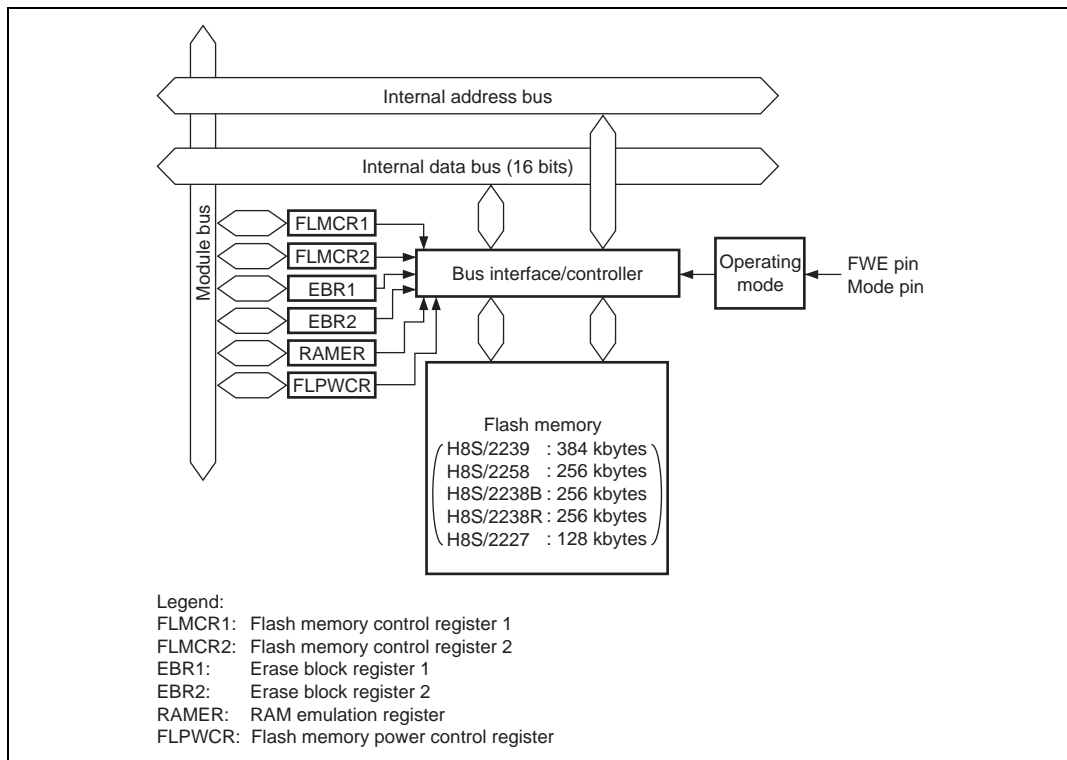 Internal address bus
Internal data bus (16 bits)
Module bus
FLMCR1
FLMCR2
EBR1
EBR2
RAMER
FLPWCR
Bus interface/controller
Operating
mode
FWE pin
Mode pin
Flash memory
H8S/2239 : 384 kbytes
H8S/2258 : 256 kbytes
H8S/2238B : 256 kbytes
H8S/2238R : 256 kbytes
H8S/2227 : 128 kbytes
Legend:
FLMCR1: Flash memory control register 1
FLMCR2: Flash memory control register 2
EBR1: Erase block register 1
EBR2: Erase block register 2
RAMER: RAM emulation register
FLPWCR: Flash memory power control register